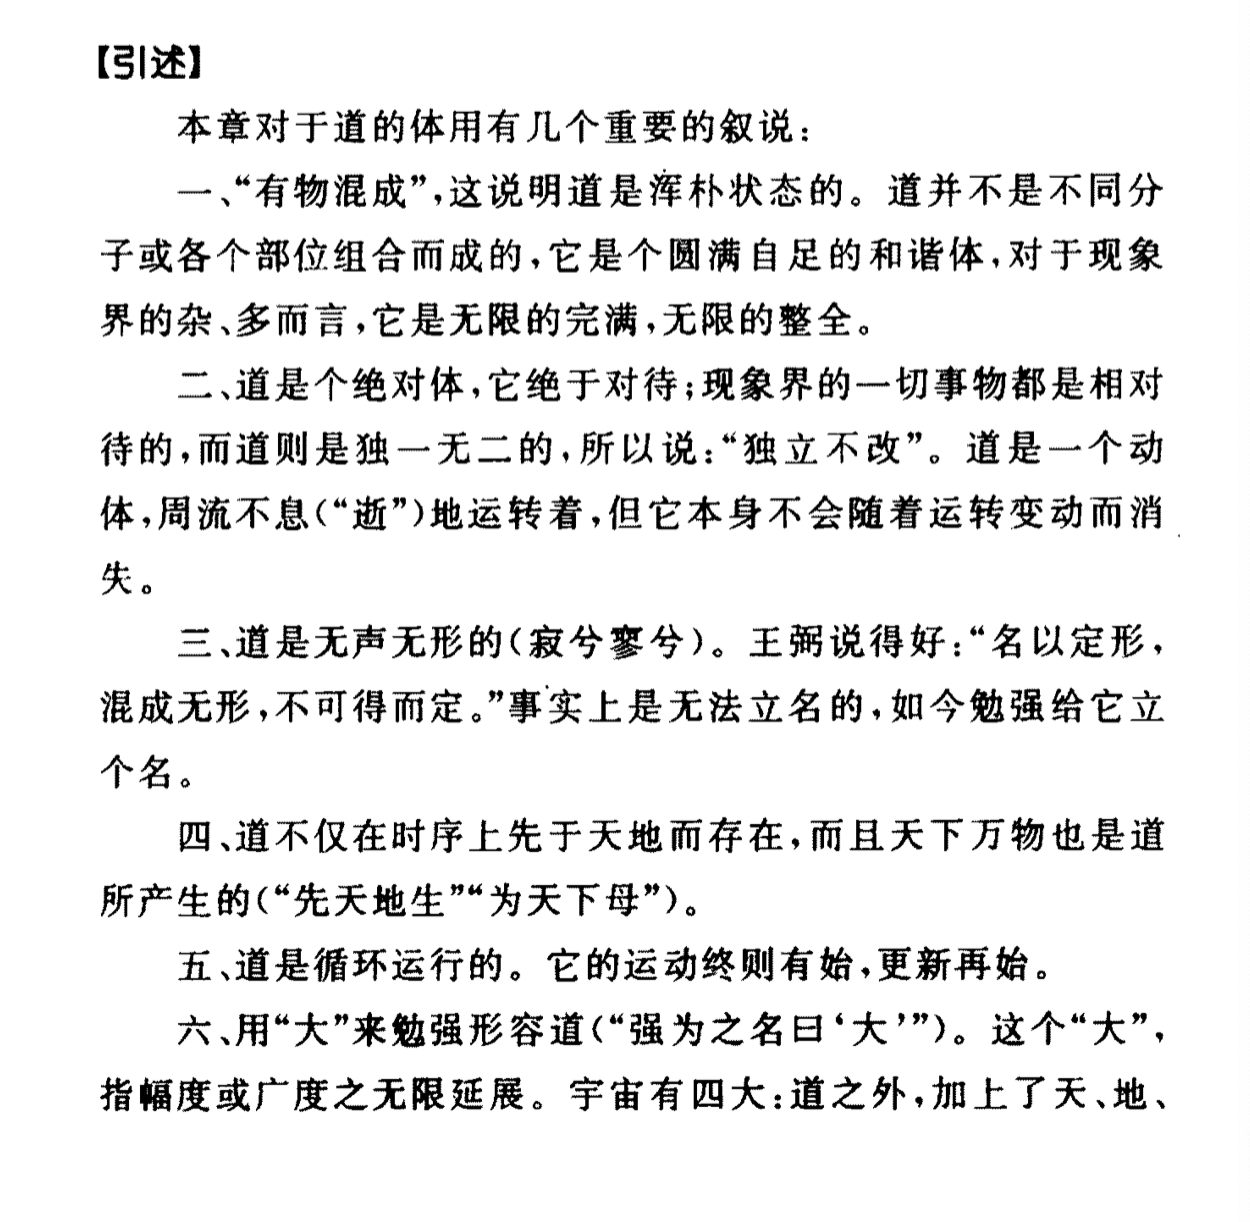 【引述】
本章对于道的体用有几个重要的叙说：
一、“有物混成”，这说明道是浑朴状态的。道并不是不同分
子或各个部位组合而成的，它是个圆满自足的和谐体，对于现象
界的杂、多而言，它是无限的完满，无限的整全。
二、道是个绝对体，它绝于对待；现象界的一切事物都是相对
待的，而道则是独一无二的，所以说：“独立不改”。道是一个动
体，周流不息（“逝”）地运转着，但它本身不会随着运转变动而消
失。
三、道是无声无形的（寂兮寥兮）。王弼说得好：“名以定形，
混成无形，不可得而定。”事实上是无法立名的，如今勉强给它立
个名。
四、道不仅在时序上先于天地而存在，而且天下万物也是道
所产生的（“先天地生”“为天下母”）。
五、道是循环运行的。它的运动终则有始，更新再始。
六、用“大”来勉强形容道（“强为之名曰‘大’”）。这个“大”，
指幅度或广度之无限延展。宇宙有四大：道之外，加上了天、地、